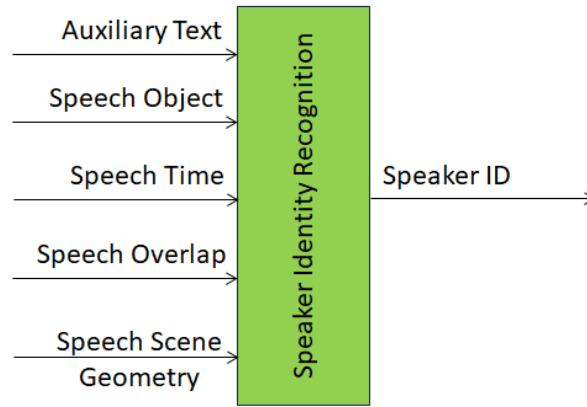 Auxiliary Text
Speech Object
Speech Time
Speech Overlap
Speech Scene
Geometry
Speaker Identity Recognition
Speaker ID